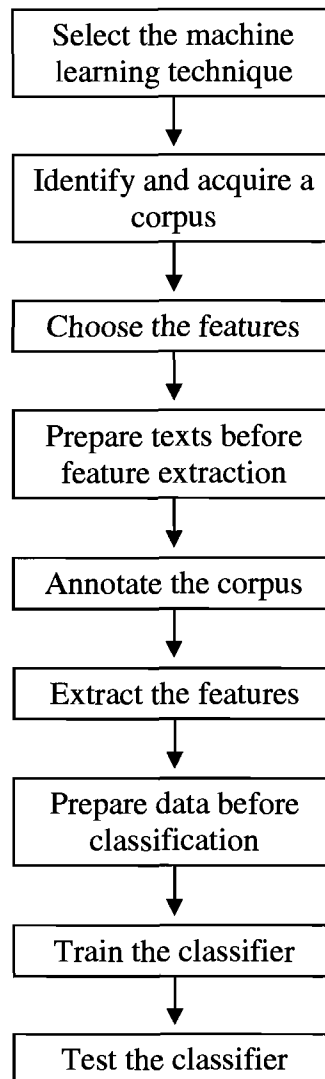 Select the machine
learning technique
Identify and acquire a
corpus
Choose the features
Prepare texts before
feature extraction
Annotate the corpus
Extract the features
Prepare data before
classification
Train the classifier
Test the classifier